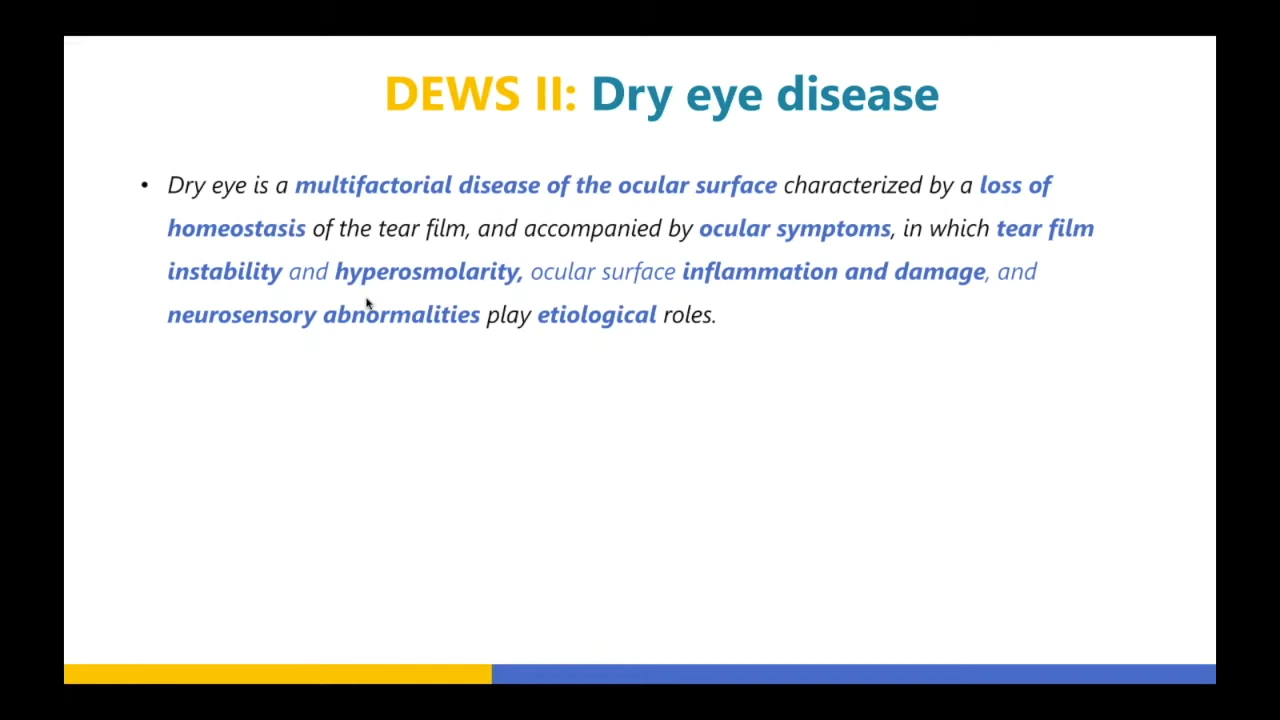 DEWS II: Dry eye disease
• Dry eye is a multifactorial disease of the ocular surface characterized by a loss of
homeostasis of the tear film, and accompanied by ocular symptoms, in which tear film
instability and hyperosmolarity, ocular surface inflammation and damage, and
neurosensory abnormalities play etiological roles.